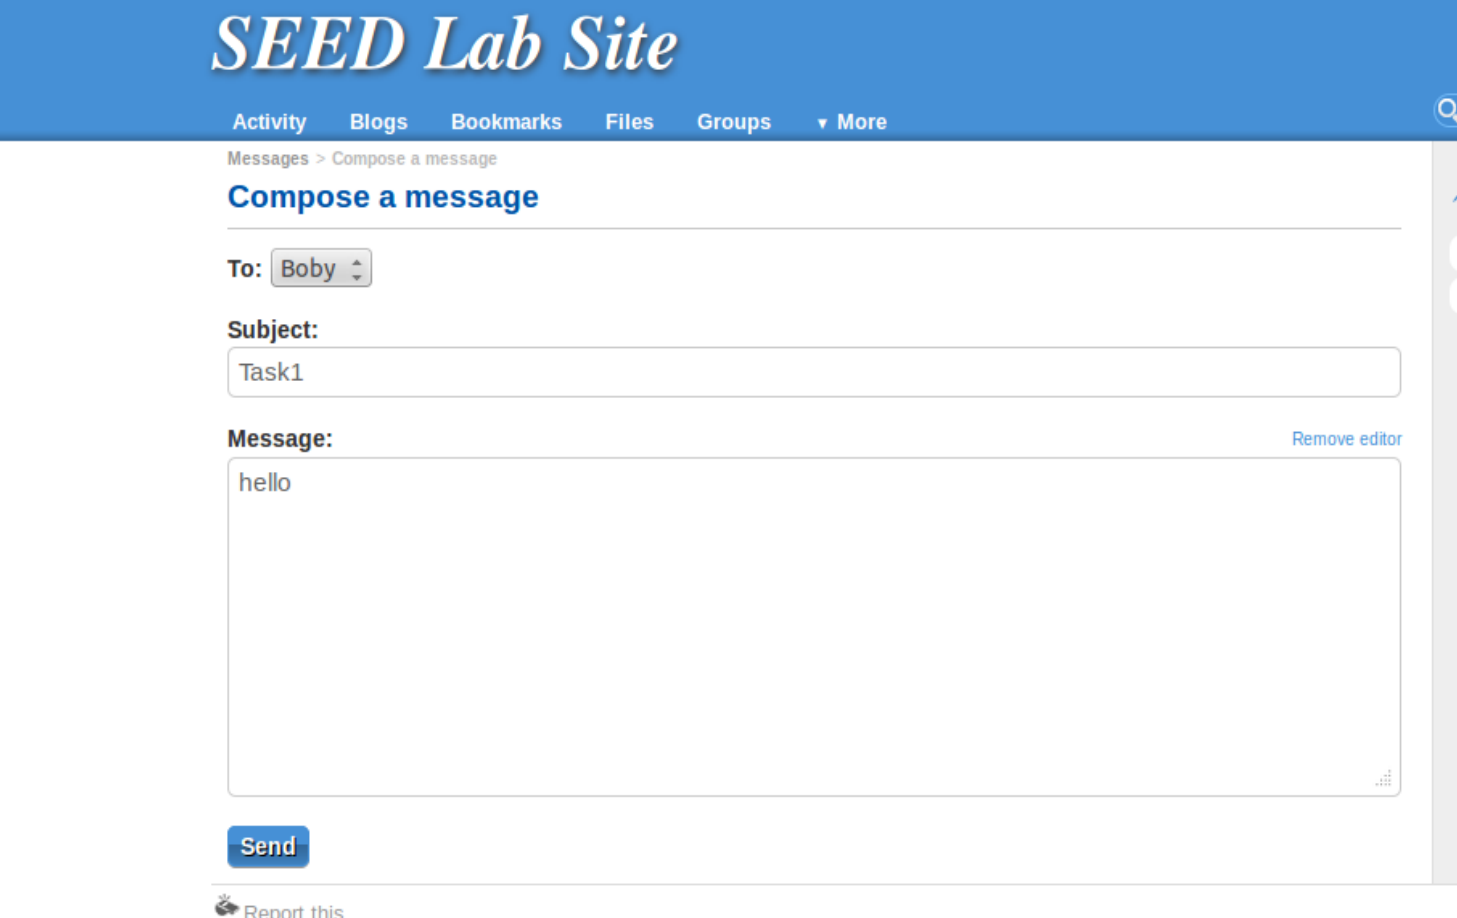 SEED Lab Site
Activity Blogs Bookmarks Files Groups ▼ More
Messages > Compose a message
Compose a message
To: Boby
Subject:
Task1
Message: Remove editor
hello
Send
Report this